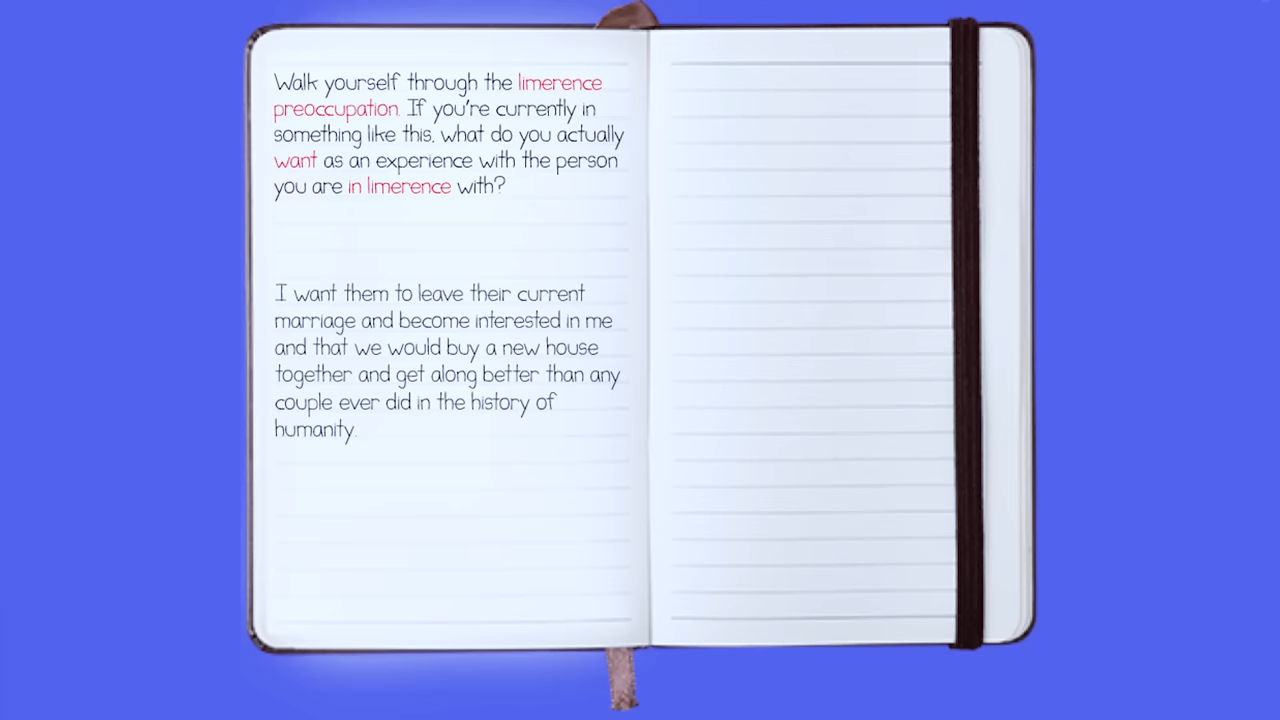 Walk yourself through the limerence
preoccupation. If you're currently in
something like this, what do you actually
want as an experience with the person
you are in limerence with?
I want them to leave their current
marriage and become interested in me
and that we would buy a new house
together and get along better than any
couple ever did in the history of
humanity.